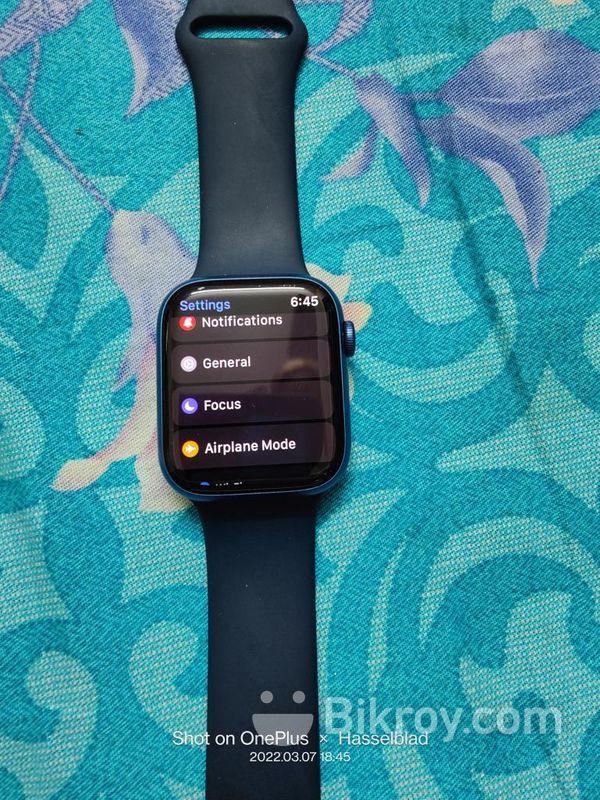 Settings 6:45
Notifications
General
Focus
Airplane Mode
Bikroy.com
Shot on OnePlus × Hasselblad
2022.03.07 18:45